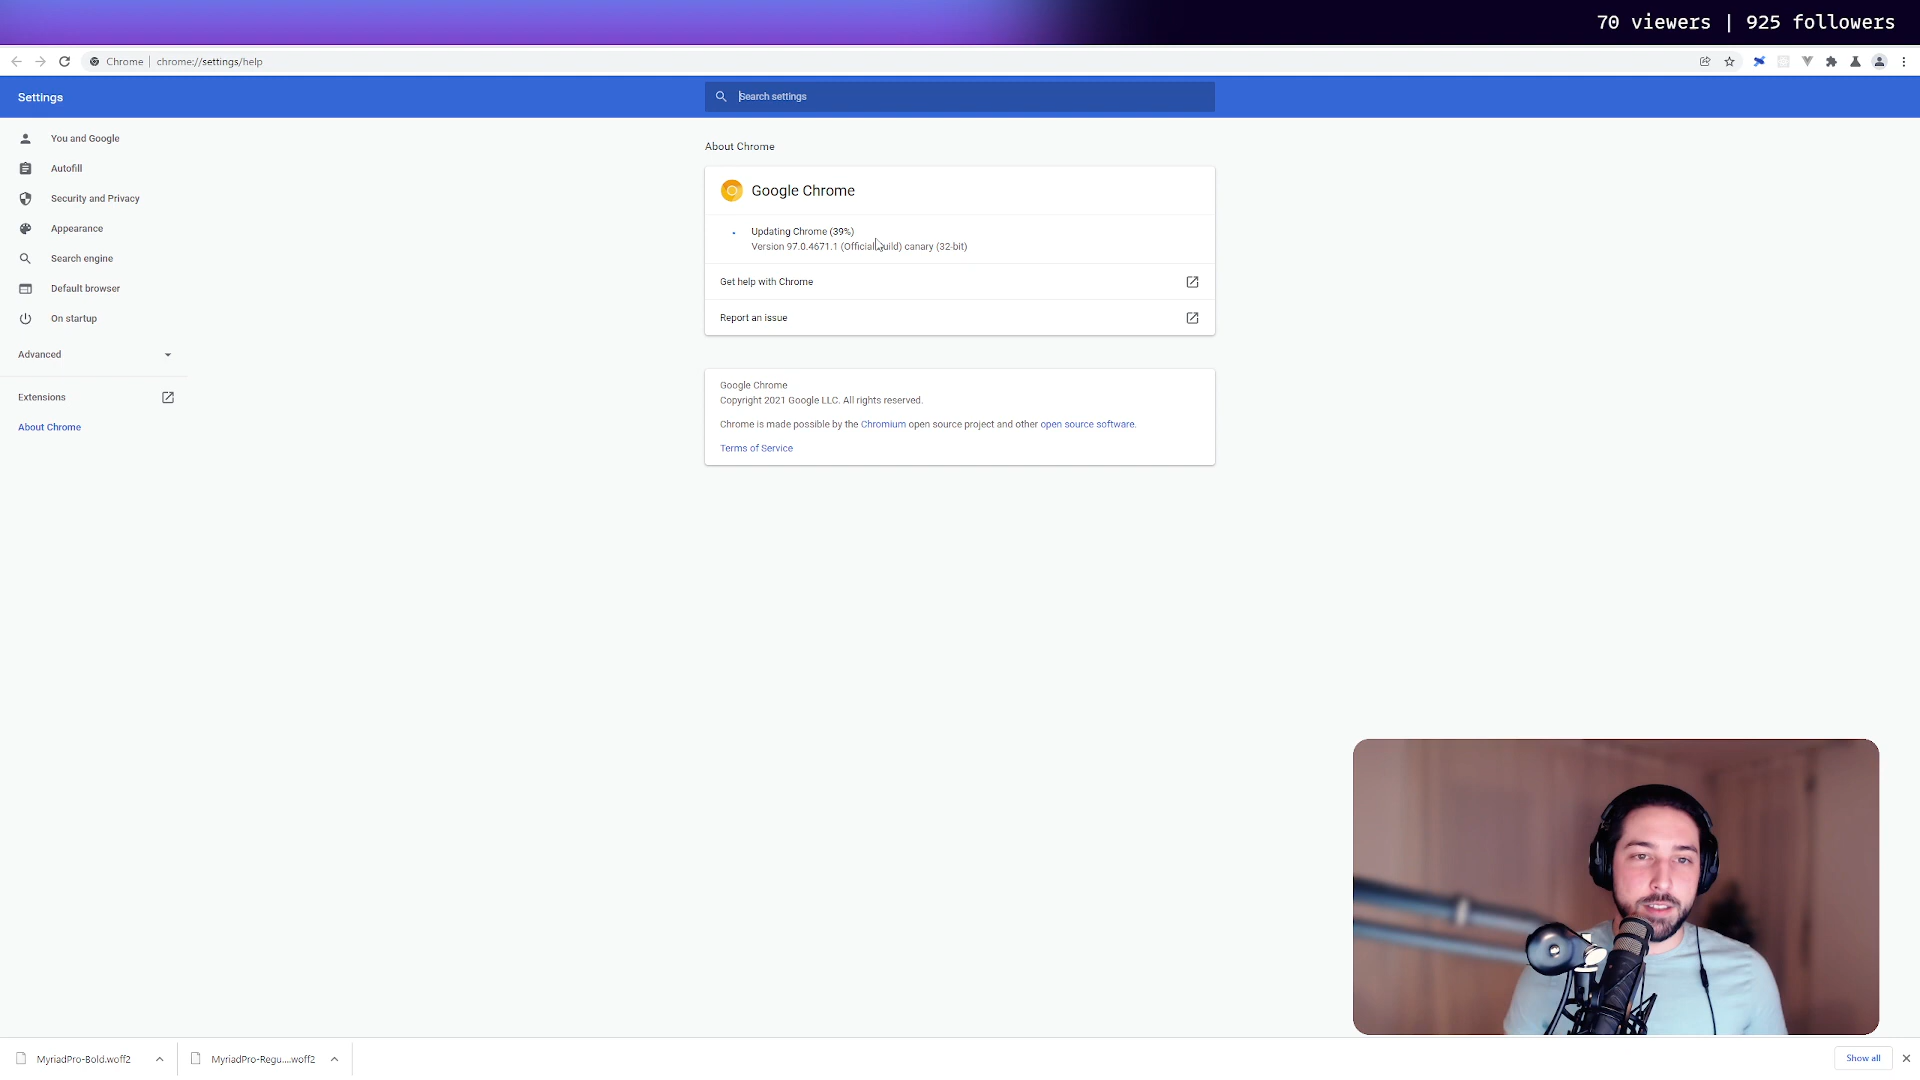 70 viewers | 925 followers
Chrome | chrome://settings/help
Settings
Search settings
You and Google
Autofill
Security and Privacy
Appearance
Search engine
Default browser
On startup
Advanced
Extensions
About Chrome
About Chrome
Google Chrome
Updating Chrome (39%)
Version 97.0.4671.1 (Official Build) canary (32-bit)
Get help with Chrome
Report an issue
Google Chrome
Copyright 2021 Google LLC. All rights reserved.
Chrome is made possible by the Chromium open source project and other open source software.
Terms of Service
MyriadPro-Bold.woff2
MyriadPro-Regu....woff2
Show all